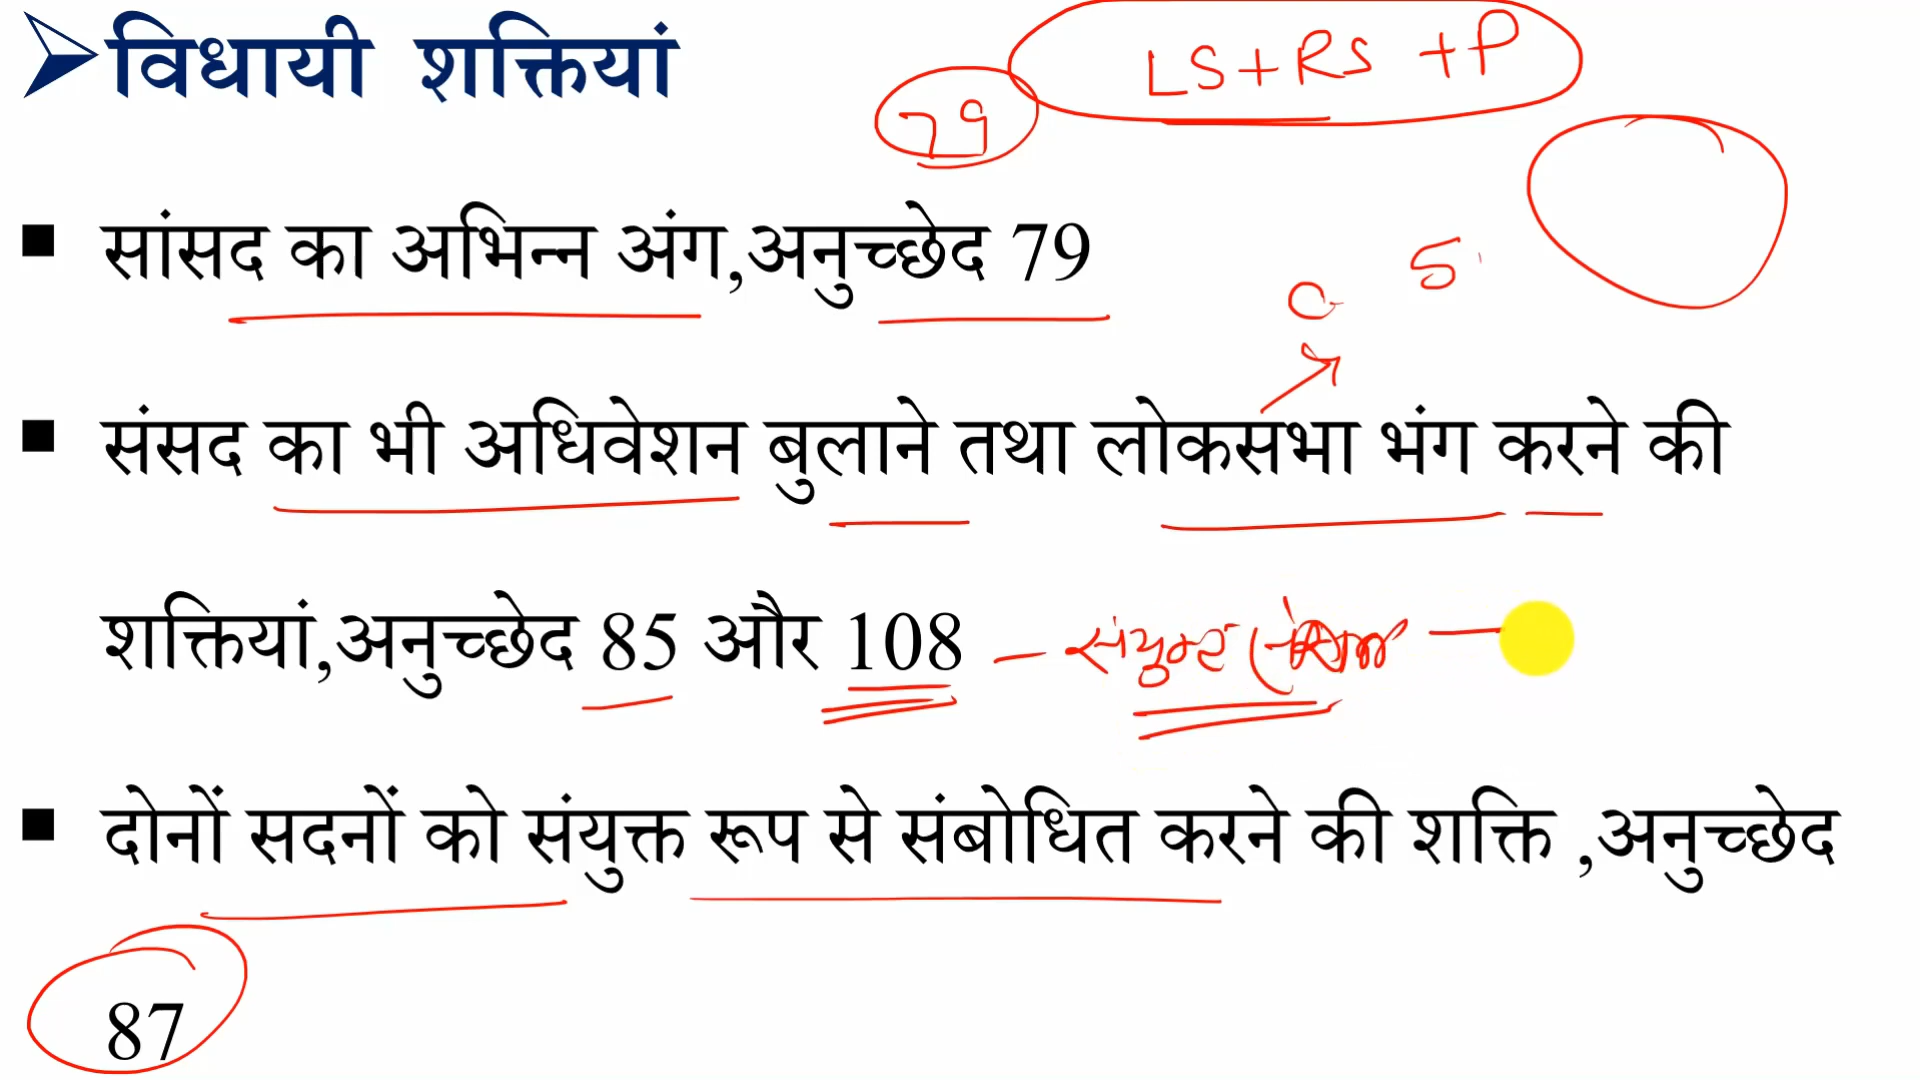 विधायी शक्तियां
LS+RS +P
79
सांसद का अभिन्न अंग,अनुच्छेद 79
5
संसद का भी अधिवेशन बुलाने तथा लोकसभा भंग करने की
शक्तियां,अनुच्छेद 85 और 108
दोनों सदनों को संयुक्त रूप से संबोधित करने की शक्ति ,अनुच्छेद
87